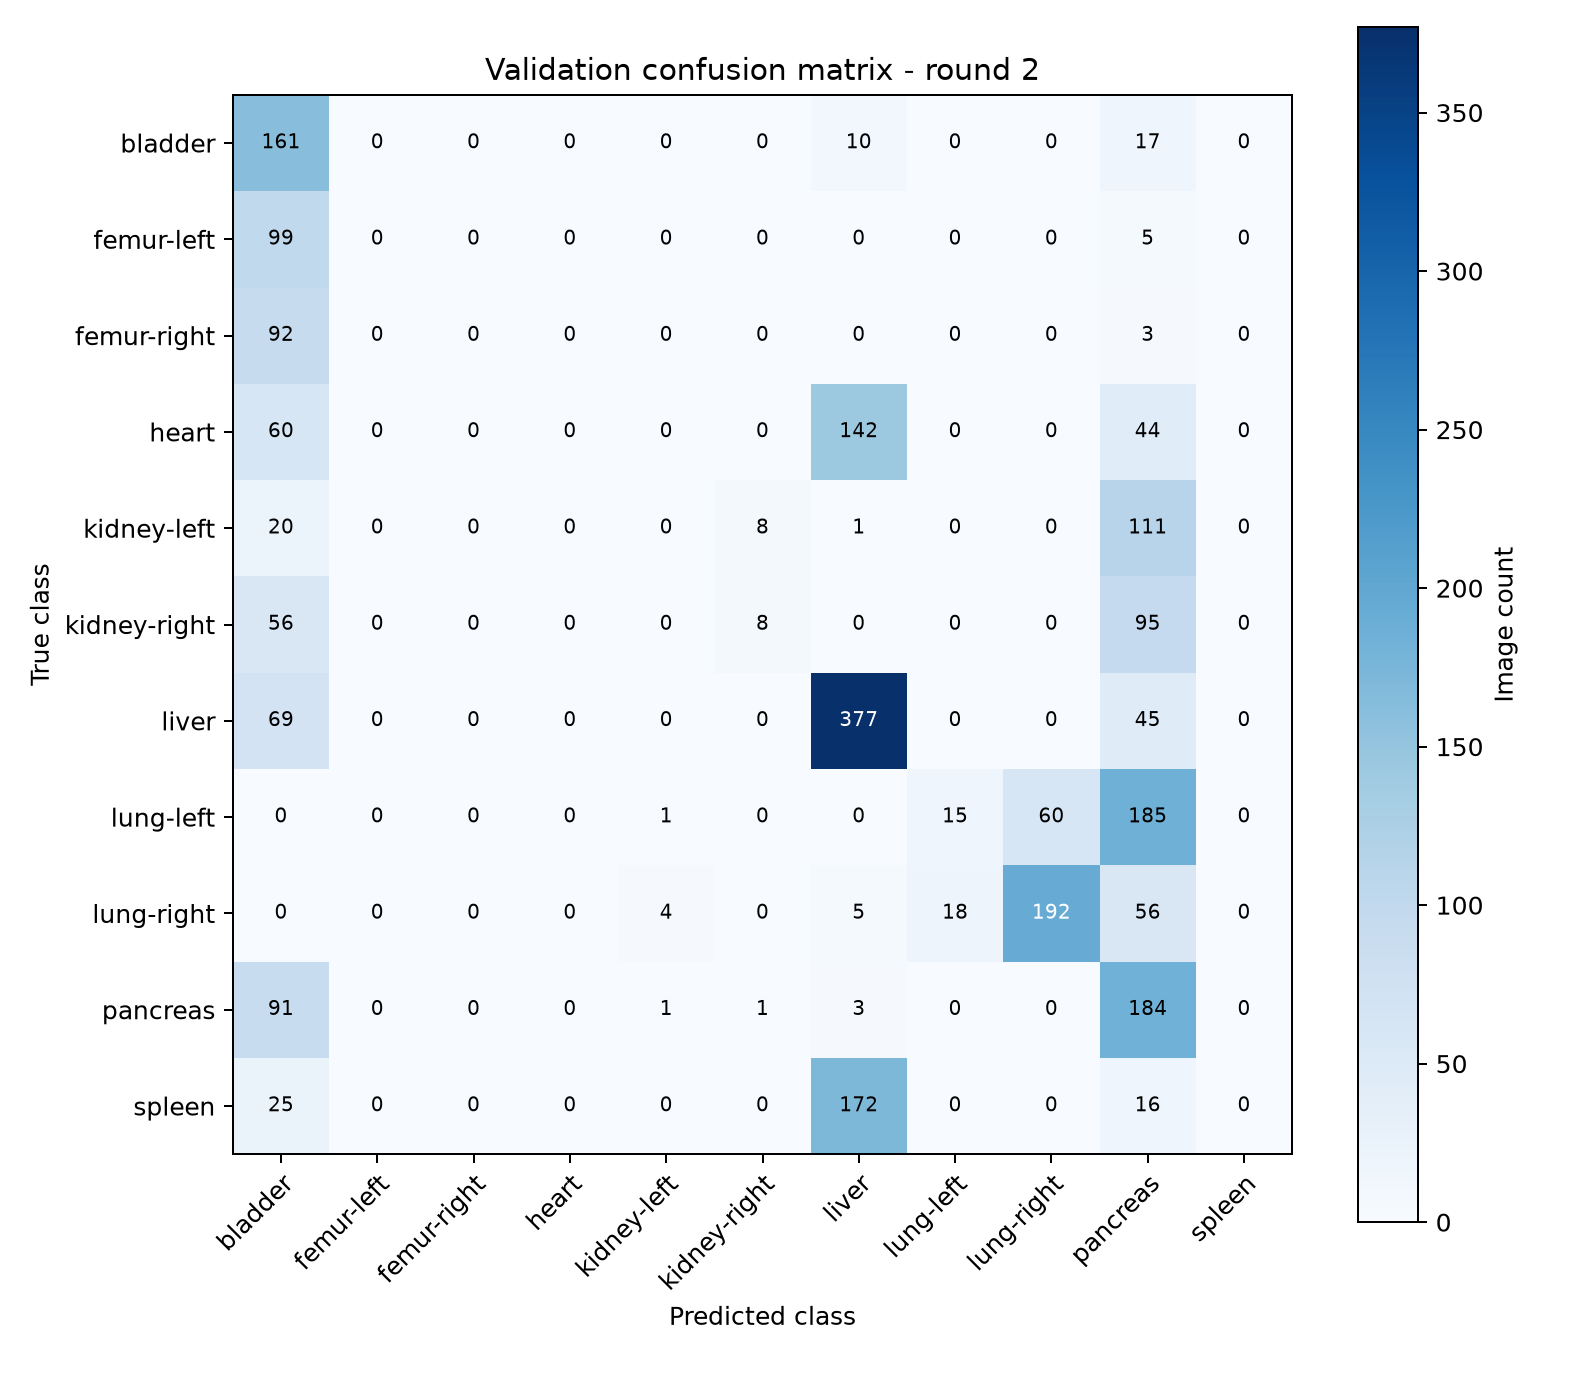 Validation confusion matrix - round 2
True class
bladder 161 0 0 0 0 0 10 0 0 17 0
femur-left 99 0 0 0 0 0 0 0 0 5 0
femur-right 92 0 0 0 0 0 0 0 0 3 0
heart 60 0 0 0 0 0 142 0 0 44 0
kidney-left 20 0 0 0 0 8 1 0 0 111 0
kidney-right 56 0 0 0 0 8 0 0 0 95 0
liver 69 0 0 0 0 0 377 0 0 45 0
lung-left 0 0 0 0 1 0 0 15 60 185 0
lung-right 0 0 0 0 4 0 5 18 192 56 0
pancreas 91 0 0 0 1 1 3 0 0 184 0
spleen 25 0 0 0 0 0 172 0 0 16 0
bladder femur-left femur-right heart kidney-left kidney-right liver lung-left lung-right pancreas spleen
Predicted class
350
300
250
200
150
100
50
0
Image count